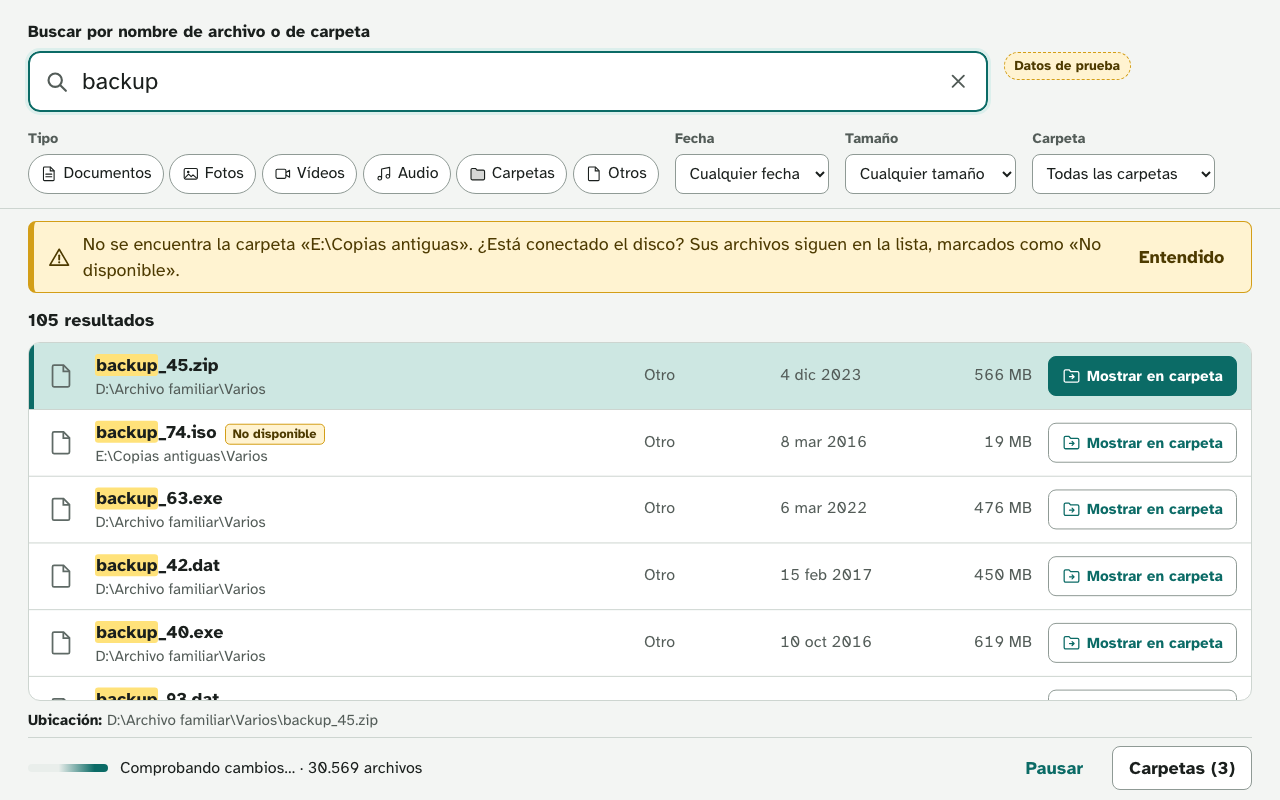 Buscar por nombre de archivo o de carpeta
backup
Datos de prueba
Tipo
Documentos
Fotos
Vídeos
Audio
Carpetas
Otros
Fecha
Cualquier fecha
Tamaño
Cualquier tamaño
Carpeta
Todas las carpetas
No se encuentra la carpeta «E:\Copias antiguas». ¿Está conectado el disco? Sus archivos siguen en la lista, marcados como «No
disponible».
Entendido
105 resultados
backup_45.zip
D:\Archivo familiar\Varios
Otro
4 dic 2023
566 MB
Mostrar en carpeta
backup_74.iso
No disponible
E:\Copias antiguas\Varios
Otro
8 mar 2016
19 MB
Mostrar en carpeta
backup_63.exe
D:\Archivo familiar\Varios
Otro
6 mar 2022
476 MB
Mostrar en carpeta
backup_42.dat
D:\Archivo familiar\Varios
Otro
15 feb 2017
450 MB
Mostrar en carpeta
backup_40.exe
D:\Archivo familiar\Varios
Otro
10 oct 2016
619 MB
Mostrar en carpeta
backup_93.dat
Ubicación: D:\Archivo familiar\Varios\backup_45.zip
Comprobando cambios… · 30.569 archivos
Pausar
Carpetas (3)